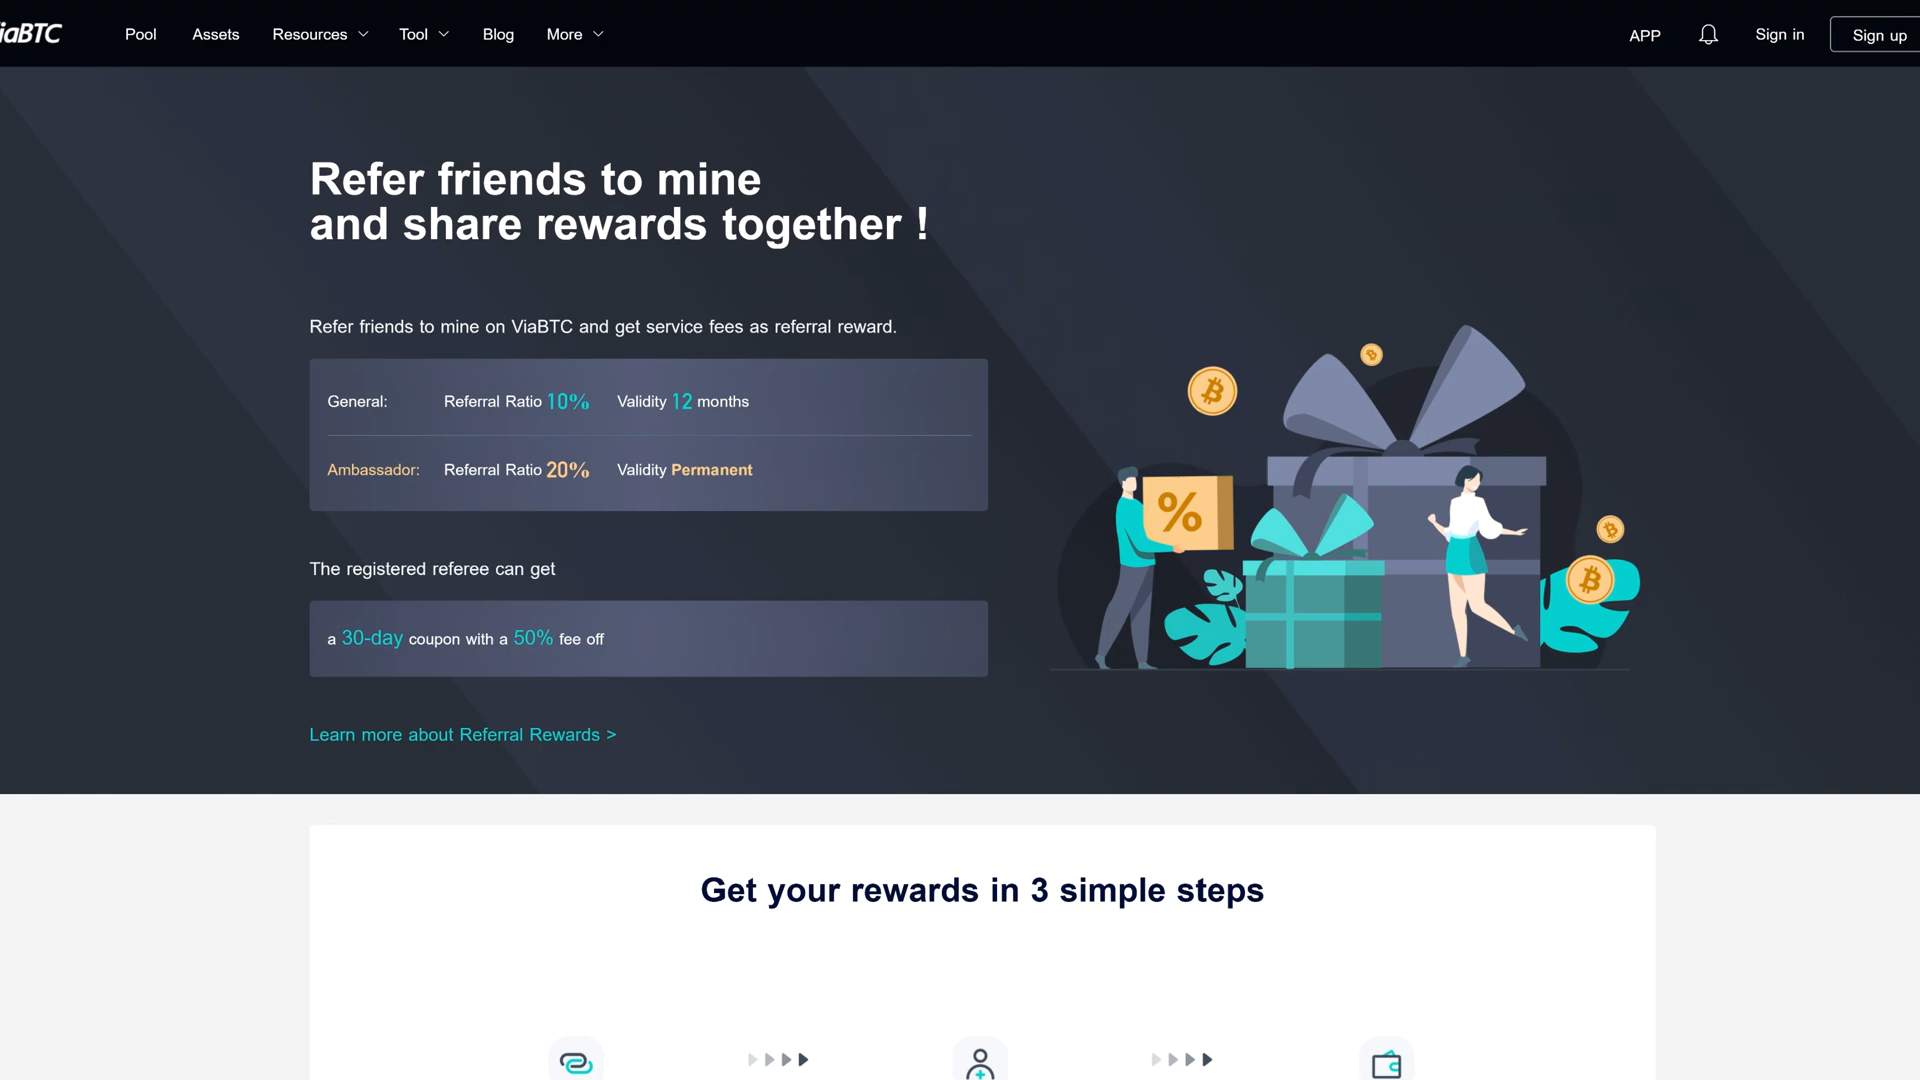 iaBTC
Pool
Assets
Resources
Tool
Blog
More
APP
Sign in
Sign up
Refer friends to mine
and share rewards together !
Refer friends to mine on ViaBTC and get service fees as referral reward.
General: Referral Ratio 10% Validity 12 months
Ambassador: Referral Ratio 20% Validity Permanent
%
The registered referee can get
a 30-day coupon with a 50% fee off
Learn more about Referral Rewards >
Get your rewards in 3 simple steps